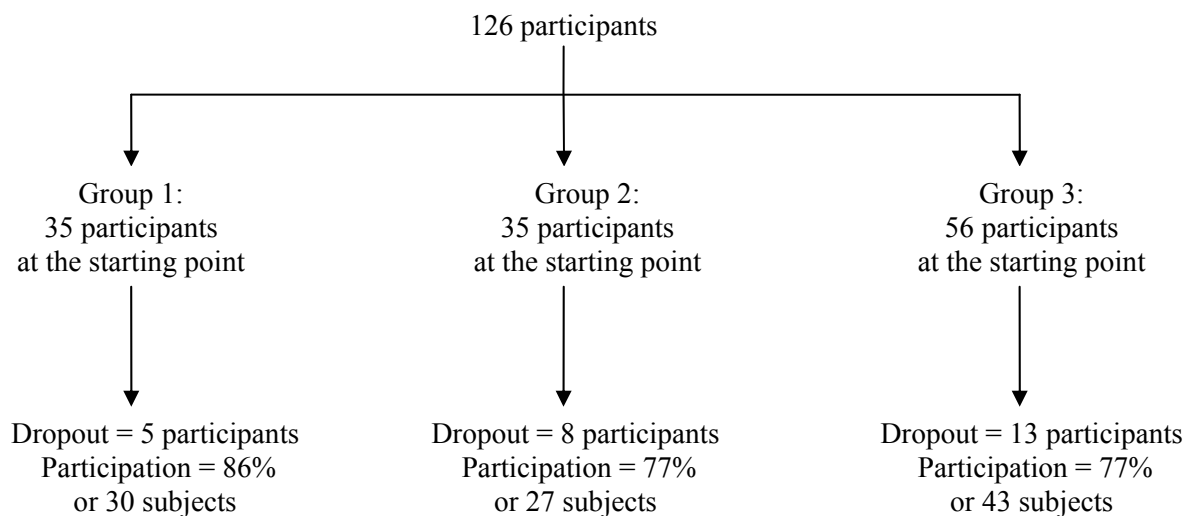 126 participants
Group 1:
35 participants
at the starting point
Group 2:
35 participants
at the starting point
Group 3:
56 participants
at the starting point
Dropout = 5 participants
Participation = 86%
or 30 subjects
Dropout = 8 participants
Participation = 77%
or 27 subjects
Dropout = 13 participants
Participation = 77%
or 43 subjects